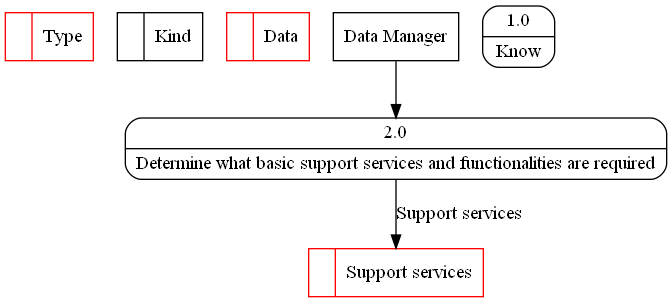 Type
Kind
Data
Data Manager
1.0
Know
2.0
Determine what basic support services and functionalities are required
Support services
Support services